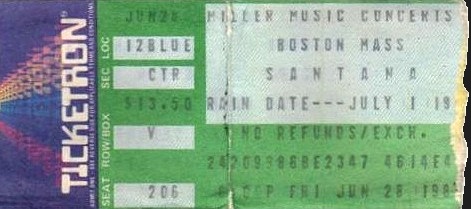 TICKETRON
LOC
SEC
ROW/BOX
SEAT
JUN28 MILLER MUSIC CONCERTS
12BLUE BOSTON MASS
CTR SANTANA
$13.50 RAIN DATE---JULY 1 19
V NO REFUNDS/EXCH.
206 FRI JUN 28 198